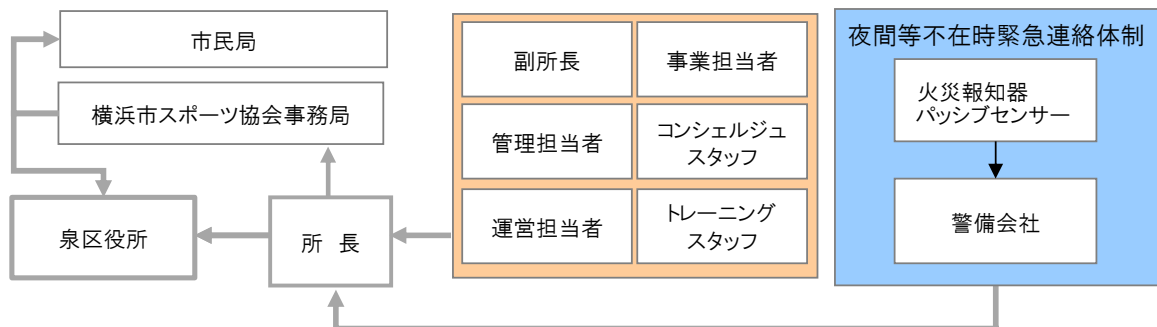 市民局
横浜市スポーツ協会事務局
泉区役所
所 長
副所長
事業担当者
管理担当者
コンシェルジュ
スタッフ
運営担当者
トレーニング
スタッフ
夜間等不在時緊急連絡体制
火災報知器
パッシブセンサー
警備会社